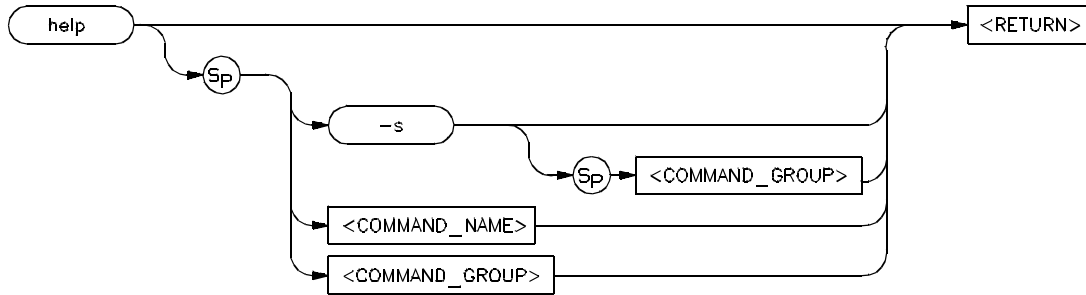 help
<RETURN>
Sp
-s
Sp
<COMMAND_GROUP>
<COMMAND_NAME>
<COMMAND_GROUP>